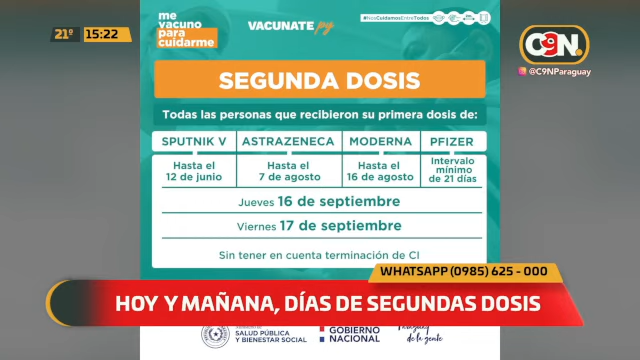 21º 15:22
me
vacuno
para
cuidarme
VACUNATE py
#NosCuidamosEntreTodos
C9N
@C9NParaguay
SEGUNDA DOSIS
Todas las personas que recibieron su primera dosis de:
SPUTNIK V ASTRAZENECA MODERNA PFIZER
Hasta el
12 de junio
Hasta el
7 de agosto
Hasta el
16 de agosto
Intervalo
mínimo
de 21 días
Jueves 16 de septiembre
Viernes 17 de septiembre
Sin tener en cuenta terminación de CI
WHATSAPP (0985) 625 - 000
HOY Y MAÑANA, DÍAS DE SEGUNDAS DOSIS
SALUD PÚBLICA
Y BIENESTAR SOCIAL
GOBIERNO
NACIONAL
Paraguay
de la gente